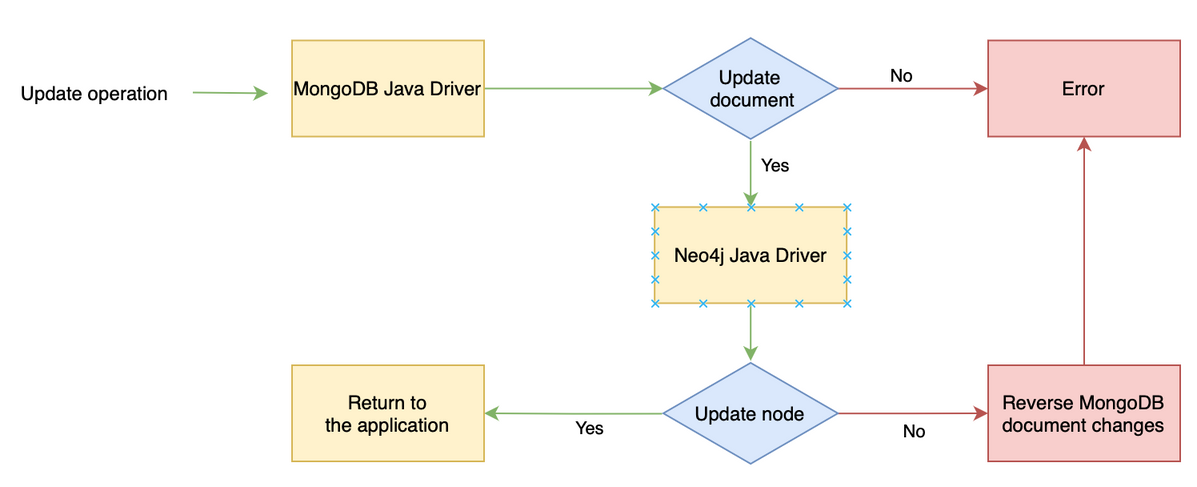 Update operation
MongoDB Java Driver
Update
document
No
Error
Yes
Neo4j Java Driver
Return to
the application
Yes
Update node
No
Reverse MongoDB
document changes